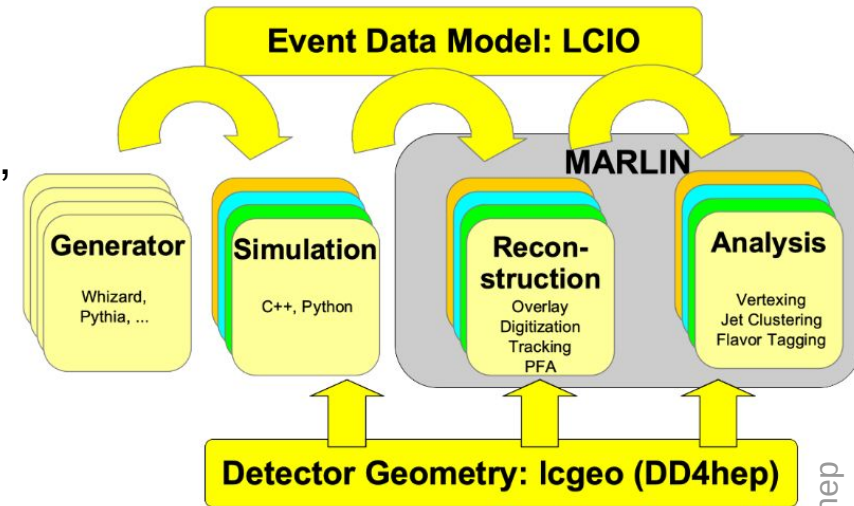 Event Data Model: LCIO
,
MARLIN
Generator
Whizard,
Pythia, ...
Simulation
C++, Python
Recon-
struction
Overlay
Digitization
Tracking
PFA
Analysis
Vertexing
Jet Clustering
Flavor Tagging
Detector Geometry: lcgeo (DD4hep)
hep